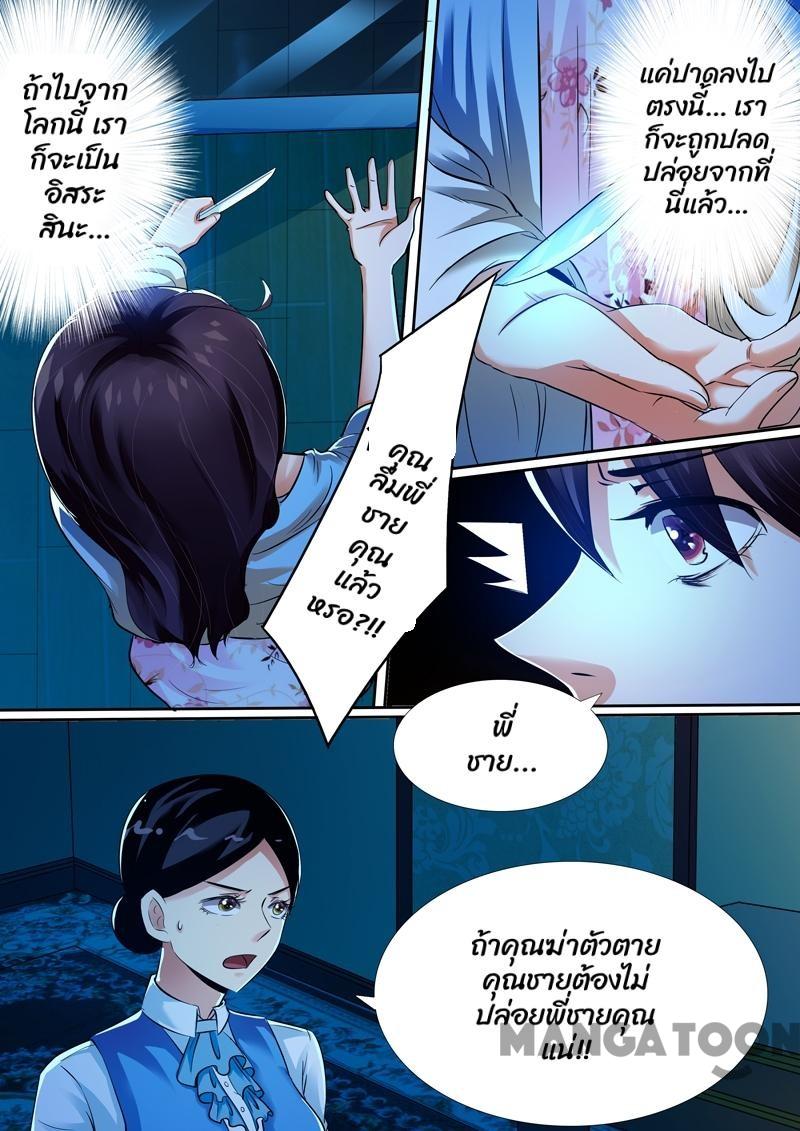 ถ้าไปจาก
โลกนี้ เรา
ก็จะเป็น
อิสระ
สินะ...
แค่ปาดลงไป
ตรงนี้... เรา
ก็จะถูกปลด
ปล่อยจากที่
นี่แล้ว...
คุณ
ลืมพี่
ชาย
คุณ
แล้ว
หรอ?!!
พี่
ชาย...
ถ้าคุณฆ่าตัวตาย
คุณชายต้องไม่
ปล่อยพี่ชายคุณ
แน่!!
MANGATOON